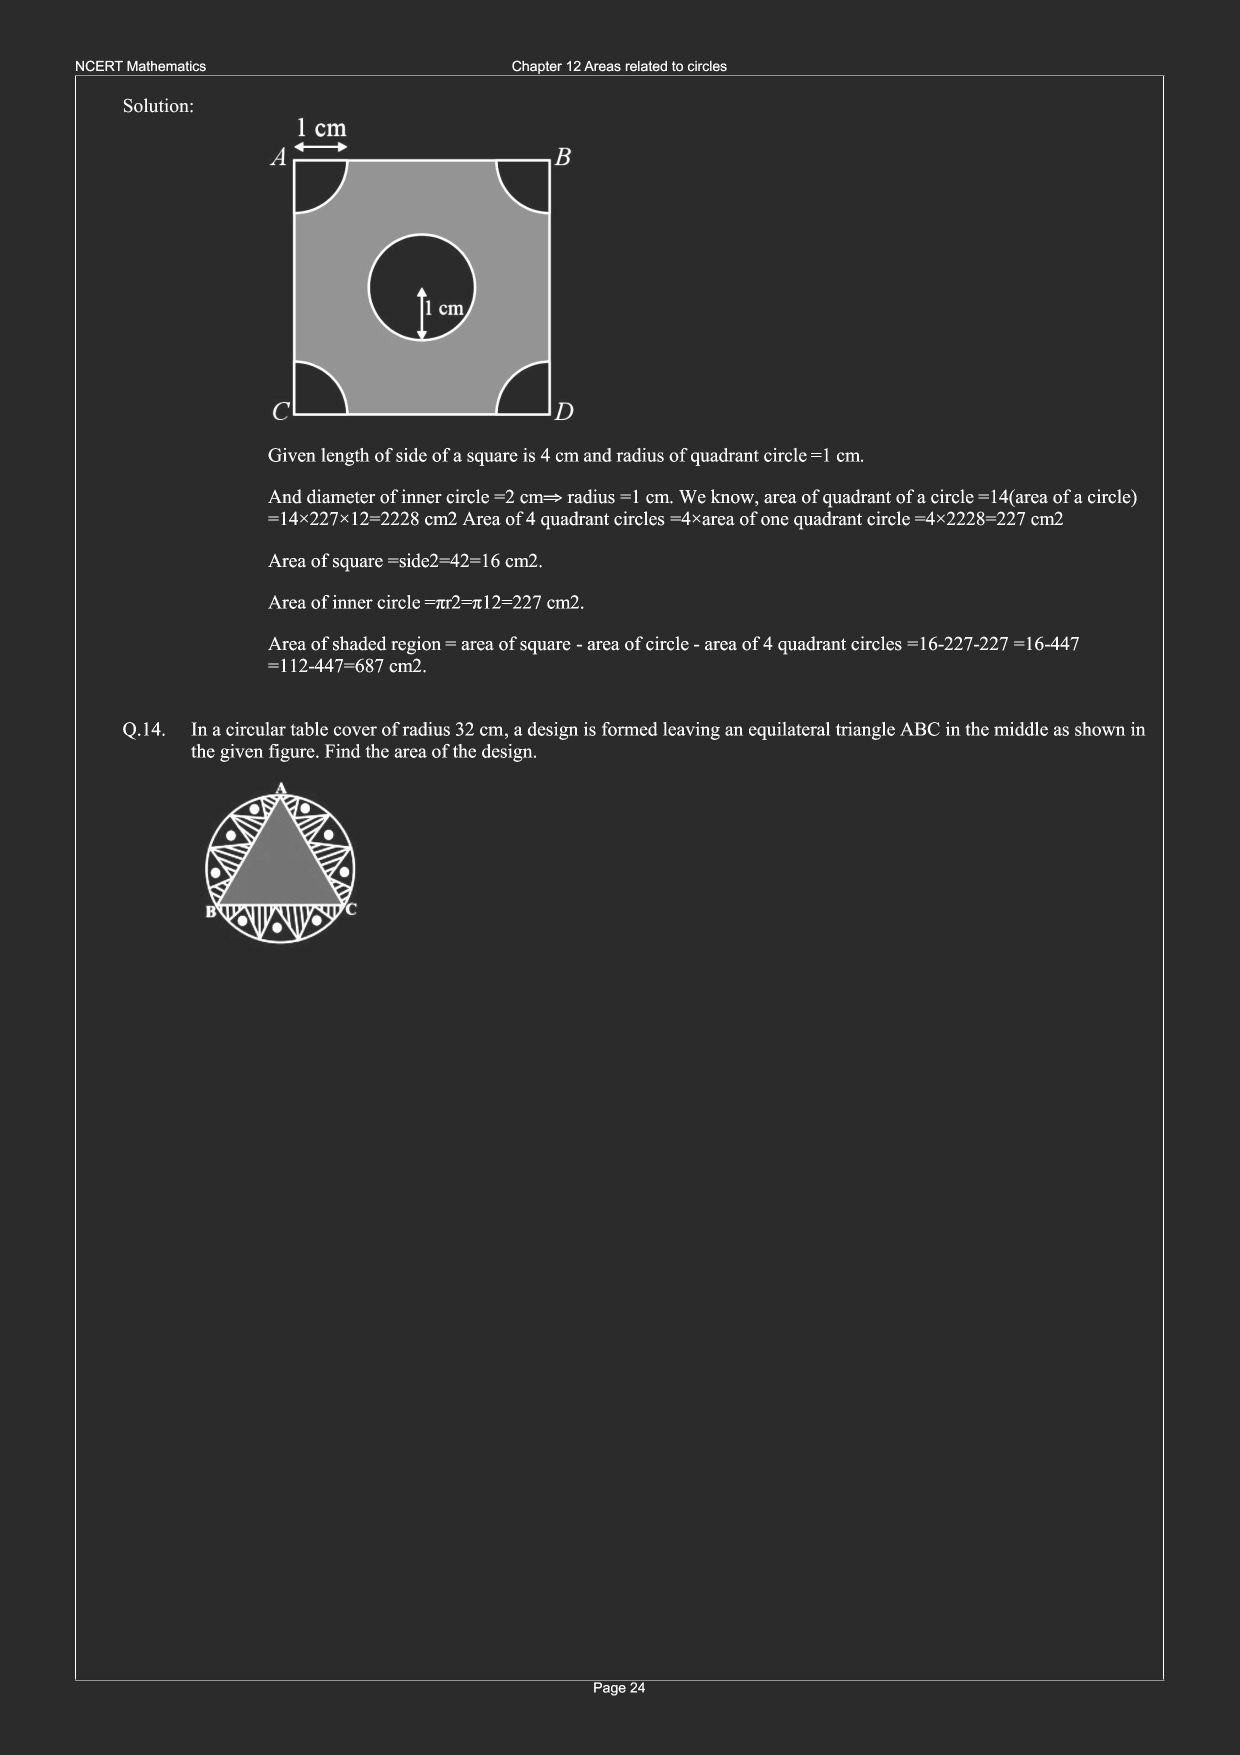 NCERT Mathematics
Chapter 12 Areas related to circles
Solution:
1 cm
A
B
1 cm
C
D
Given length of side of a square is 4 cm and radius of quadrant circle =1 cm.
And diameter of inner circle =2 cm⇒ radius =1 cm. We know, area of quadrant of a circle =14(area of a circle)
=14×227×12=2228 cm2 Area of 4 quadrant circles =4×area of one quadrant circle =4×2228=227 cm2
Area of square =side2=42=16 cm2.
Area of inner circle =πr2=π12=227 cm2.
Area of shaded region = area of square - area of circle - area of 4 quadrant circles =16-227-227 =16-447
=112-447=687 cm2.
Q.14. In a circular table cover of radius 32 cm, a design is formed leaving an equilateral triangle ABC in the middle as shown in
the given figure. Find the area of the design.
A
B
C
Page 24